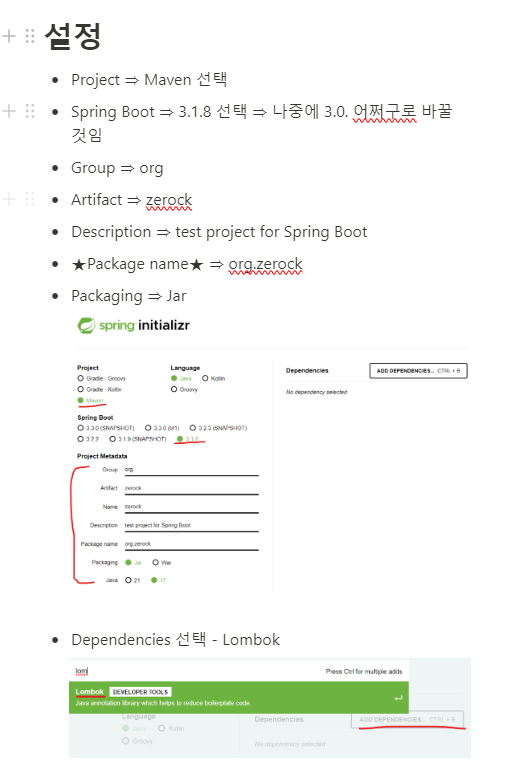 설정
Project ⇒ Maven 선택
Spring Boot ⇒ 3.1.8 선택 ⇒ 나중에 3.0. 어쩌구로 바꿀
것임
Group ⇒ org
Artifact ⇒ zerock
Description ⇒ test project for Spring Boot
★Package name★ ⇒ org.zerock
Packaging ⇒ Jar
spring initializr
Project
Gradle - Groovy
Gradle - Kotlin
Maven
Language
Java Kotlin
Groovy
Dependencies ADD DEPENDENCIES... CTRL + B
No dependency selected
Spring Boot
3.3.0 (SNAPSHOT) 3.3.0 (M1) 3.2.3 (SNAPSHOT)
3.2.2 3.1.9 (SNAPSHOT) 3.1.8
Project Metadata
Group org
Artifact zerock
Name zerock
Description test project for Spring Boot
Package name org.zerock
Packaging Jar War
Java 21 17
Dependencies 선택 - Lombok
lom Press Ctrl for multiple adds
Lombok DEVELOPER TOOLS
Java annotation library which helps to reduce boilerplate code.
Language
Java Kotlin
Groovy
Dependencies ADD DEPENDENCIES... CTRL + B
No dependency selected